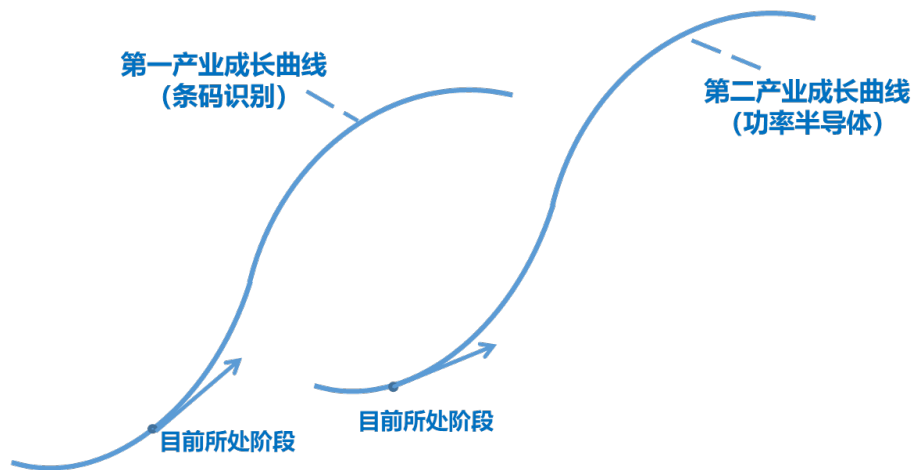 第一产业成长曲线
（条码识别）
第二产业成长曲线
（功率半导体）
目前所处阶段
目前所处阶段